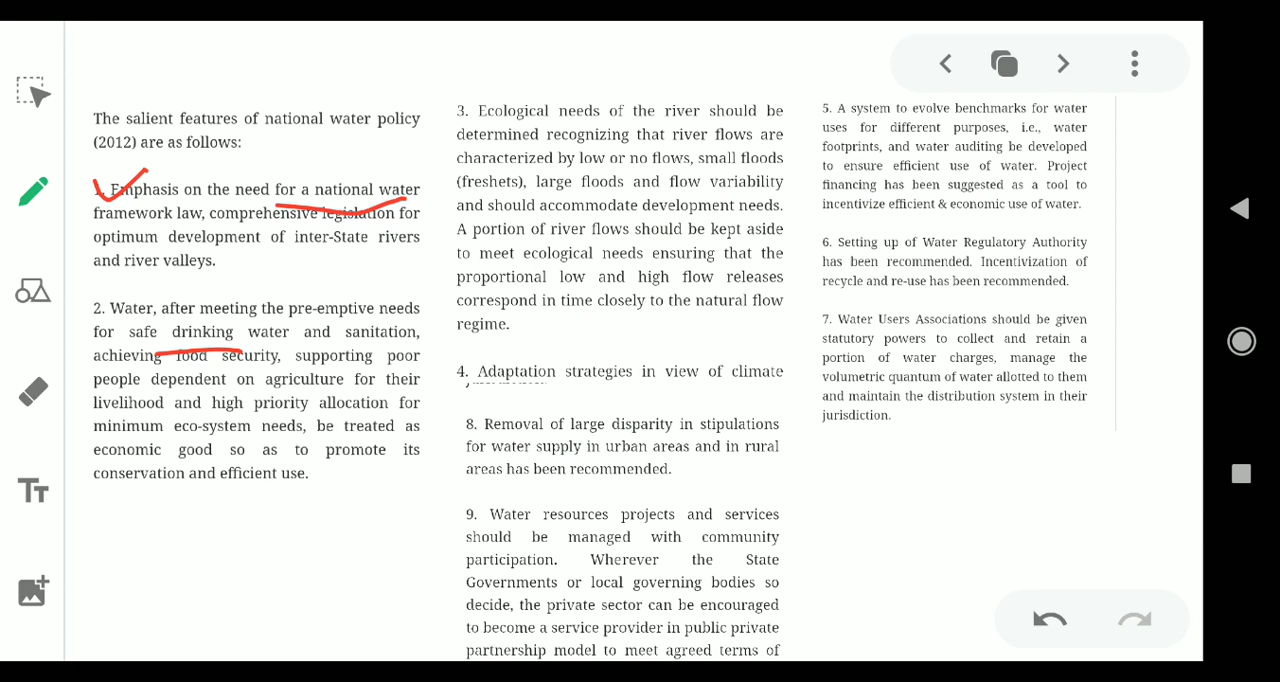 The salient features of national water policy
(2012) are as follows:
1. Emphasis on the need for a national water
framework law, comprehensive legislation for
optimum development of inter-State rivers
and river valleys.
2. Water, after meeting the pre-emptive needs
for safe drinking water and sanitation,
achieving food security, supporting poor
people dependent on agriculture for their
livelihood and high priority allocation for
minimum eco-system needs, be treated as
economic good so as to promote its
conservation and efficient use.
3. Ecological needs of the river should be
determined recognizing that river flows are
characterized by low or no flows, small floods
(freshets), large floods and flow variability
and should accommodate development needs.
A portion of river flows should be kept aside
to meet ecological needs ensuring that the
proportional low and high flow releases
correspond in time closely to the natural flow
regime.
4. Adaptation strategies in view of climate
8. Removal of large disparity in stipulations
for water supply in urban areas and in rural
areas has been recommended.
9. Water resources projects and services
should be managed with community
participation. Wherever the State
Governments or local governing bodies so
decide, the private sector can be encouraged
to become a service provider in public private
partnership model to meet agreed terms of
5. A system to evolve benchmarks for water
uses for different purposes, i.e., water
footprints, and water auditing be developed
to ensure efficient use of water. Project
financing has been suggested as a tool to
incentivize efficient & economic use of water.
6. Setting up of Water Regulatory Authority
has been recommended. Incentivization of
recycle and re-use has been recommended.
7. Water Users Associations should be given
statutory powers to collect and retain a
portion of water charges, manage the
volumetric quantum of water allotted to them
and maintain the distribution system in their
jurisdiction.
Tт